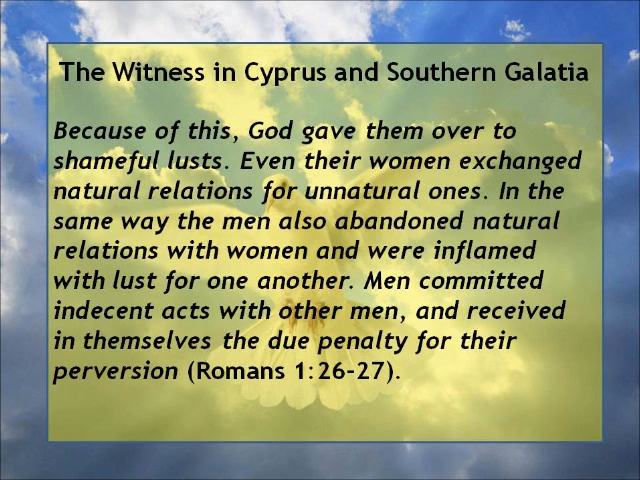 The Witness in Cyprus and Southern Galatia
Because of this, God gave them over to
shameful lusts. Even their women exchanged
natural relations for unnatural ones. In the
same way the men also abandoned natural
relations with women and were inflamed
with lust for one another. Men committed
indecent acts with other men, and received
in themselves the due penalty for their
perversion (Romans 1:26-27).